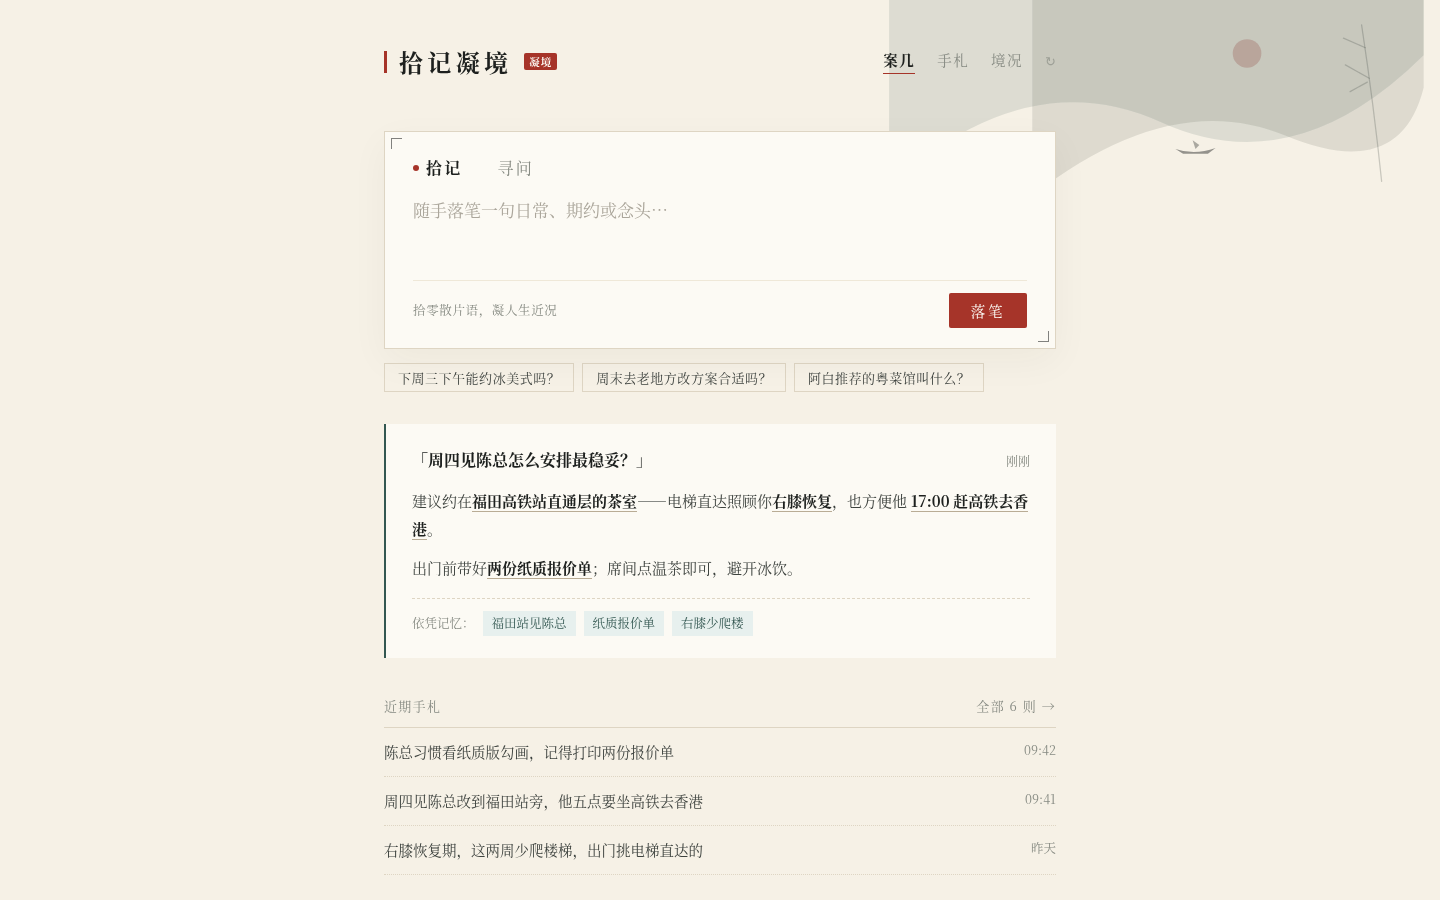 拾记凝境 凝境
案几 手札 境况 ↻
拾记 寻问
随手落笔一句日常、期约或念头…
拾零散片语，凝人生近况
落笔
下周三下午能约冰美式吗？ 周末去老地方改方案合适吗？ 阿白推荐的粤菜馆叫什么？
「周四见陈总怎么安排最稳妥？」 刚刚
建议约在福田高铁站直通层的茶室——电梯直达照顾你右膝恢复，也方便他 17:00 赶高铁去香
港。
出门前带好两份纸质报价单；席间点温茶即可，避开冰饮。
依凭记忆： 福田站见陈总 纸质报价单 右膝少爬楼
近期手札 全部 6 则 →
陈总习惯看纸质版勾画，记得打印两份报价单 09:42
周四见陈总改到福田站旁，他五点要坐高铁去香港 09:41
右膝恢复期，这两周少爬楼梯，出门挑电梯直达的 昨天